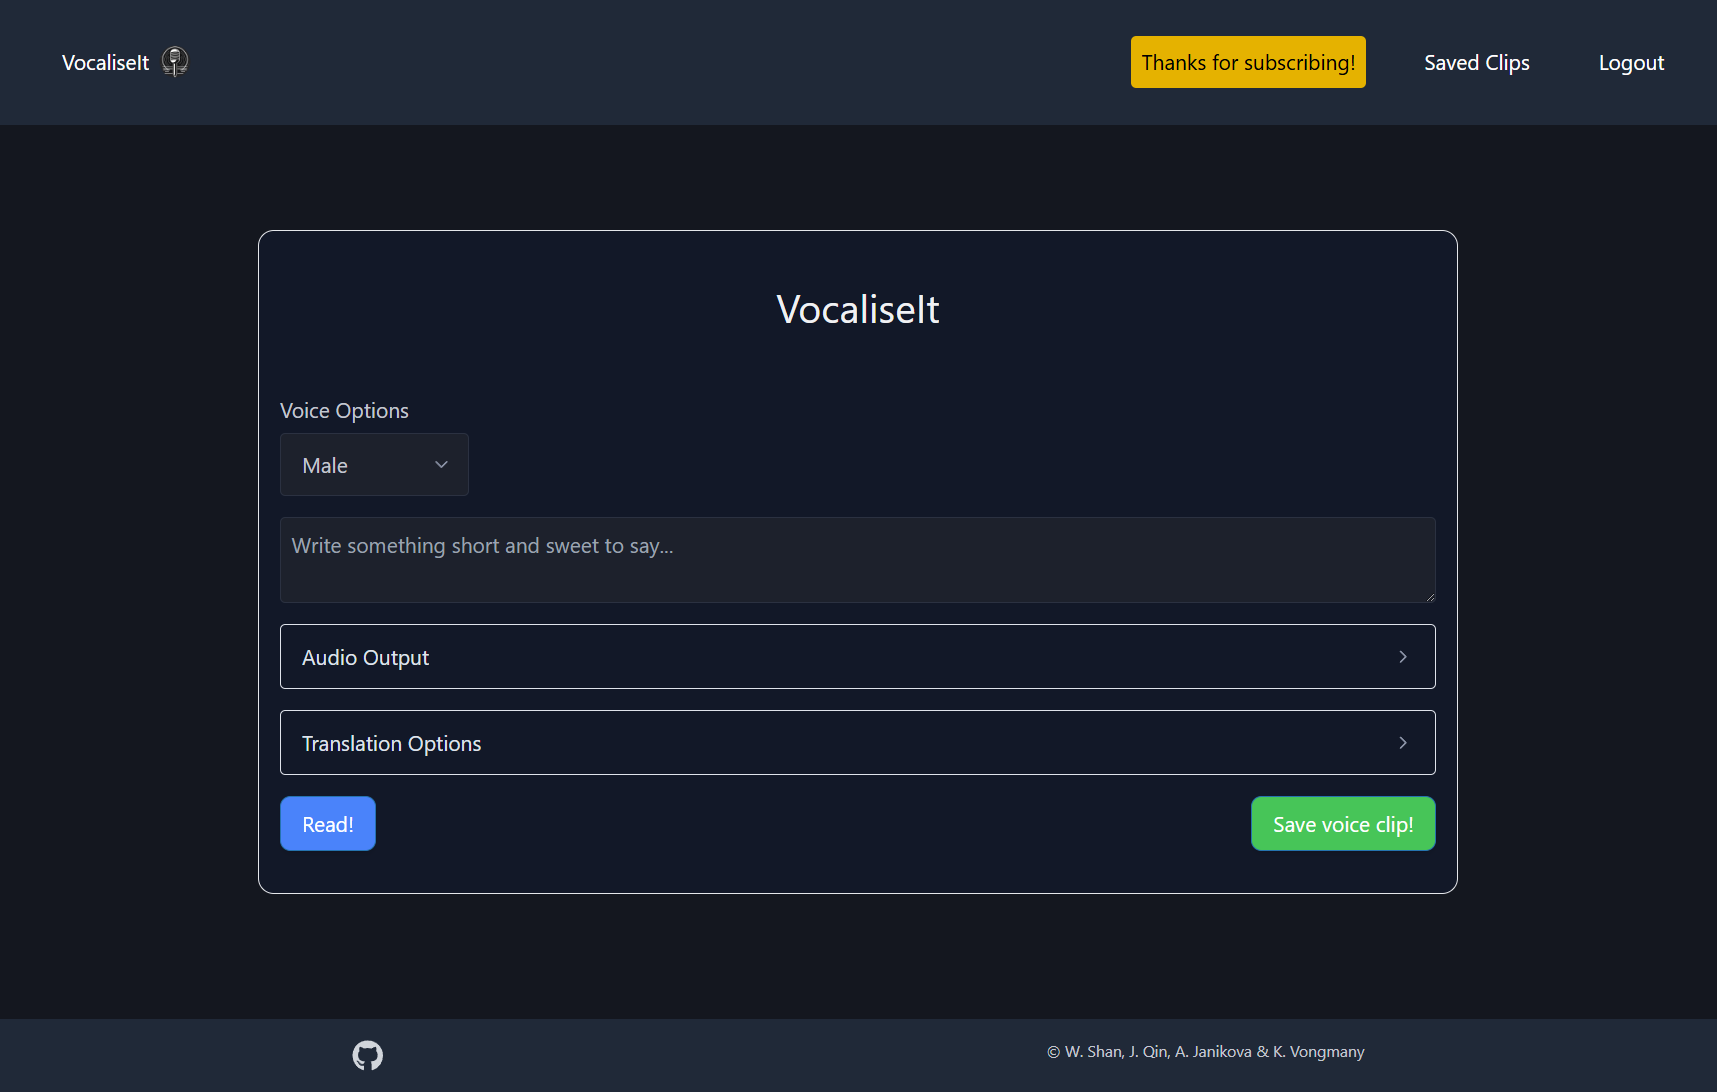 VocaliseIt
Thanks for subscribing!
Saved Clips
Logout
VocaliseIt
Voice Options
Male
Write something short and sweet to say...
Audio Output
Translation Options
Read!
Save voice clip!
© W. Shan, J. Qin, A. Janikova & K. Vongmany